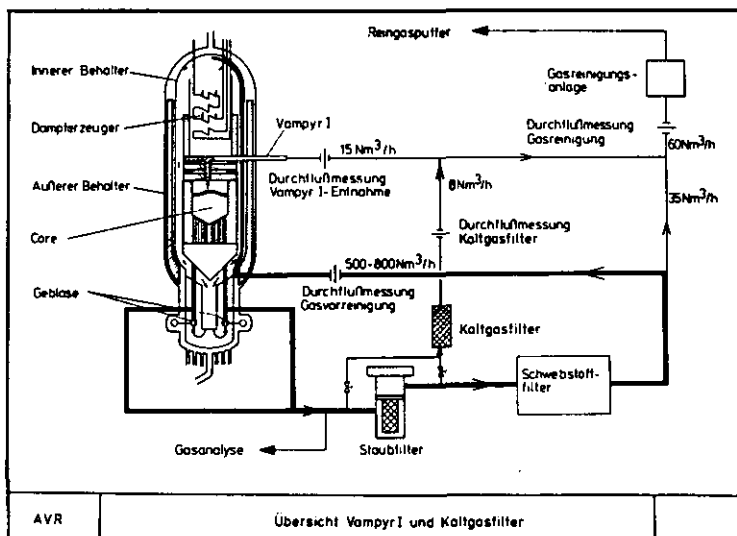 Reingaspuffer
Innerer Behälter
Gasreinigungs-
anlage
Dampferzeuger
Vampyr I
15 Nm³/h
Durchflußmessung
Gasreinigung
60Nm³/h
Äußerer Behälter
Durchflußmessung
Vampyr I-Entnahme
8Nm³/h
35Nm³/h
Core
Durchflußmessung
Kaltgasfilter
500-800Nm³/h
Gebläse
Durchflußmessung
Gasvorreinigung
Kaltgasfilter
Schwebstoff-
filter
Gasanalyse
Staubfilter
AVR
Übersicht Vampyr I und Kaltgasfilter